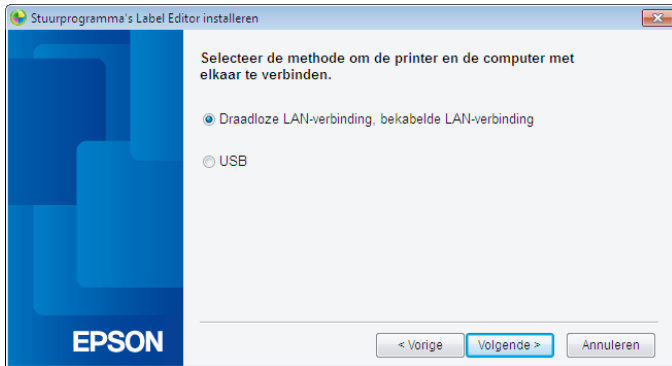 Stuurprogramma's Label Editor installeren
Selecteer de methode om de printer en de computer met
elkaar te verbinden.
Draadloze LAN-verbinding, bekabelde LAN-verbinding
USB
EPSON
< Vorige
Volgende >
Annuleren